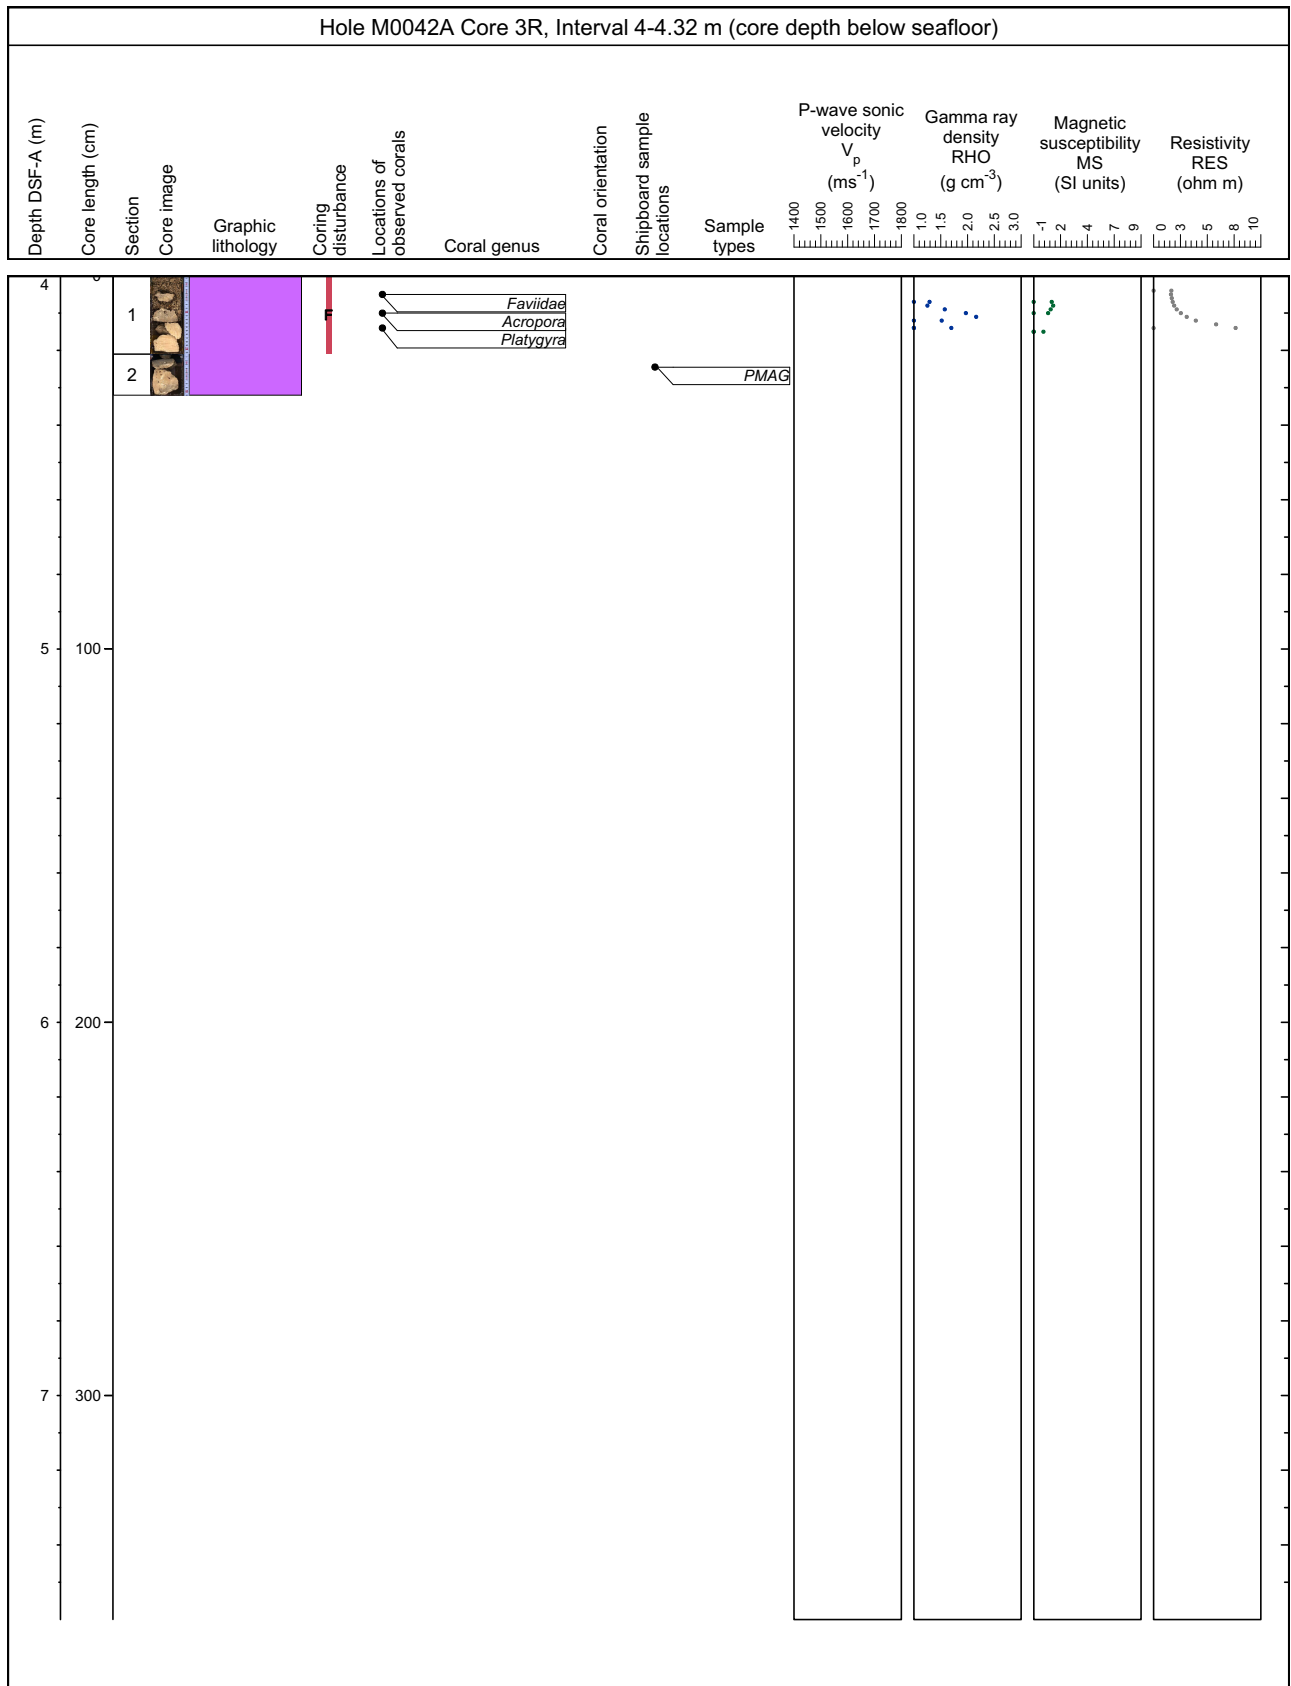 Hole M0042A Core 3R, Interval 4-4.32 m (core depth below seafloor)
Depth DSF-A (m)
Core length (cm)
Section
Core image
Graphic
lithology
Coring
disturbance
Locations of
observed corals
Coral genus
Coral orientation
Shipboard sample
locations
Sample
types
P-wave sonic
velocity
Vp
(ms-1)
1400 1500 1600 1700 1800
Gamma ray
density
RHO
(g cm-3)
1.0 1.5 2.0 2.5 3.0
Magnetic
susceptibility
MS
(SI units)
-1 2 4 7 9
Resistivity
RES
(ohm m)
0 3 5 8 10
4 0
1 F
Faviidae
Acropora
Platygyra
2
PMAG
5 100
6 200
7 300